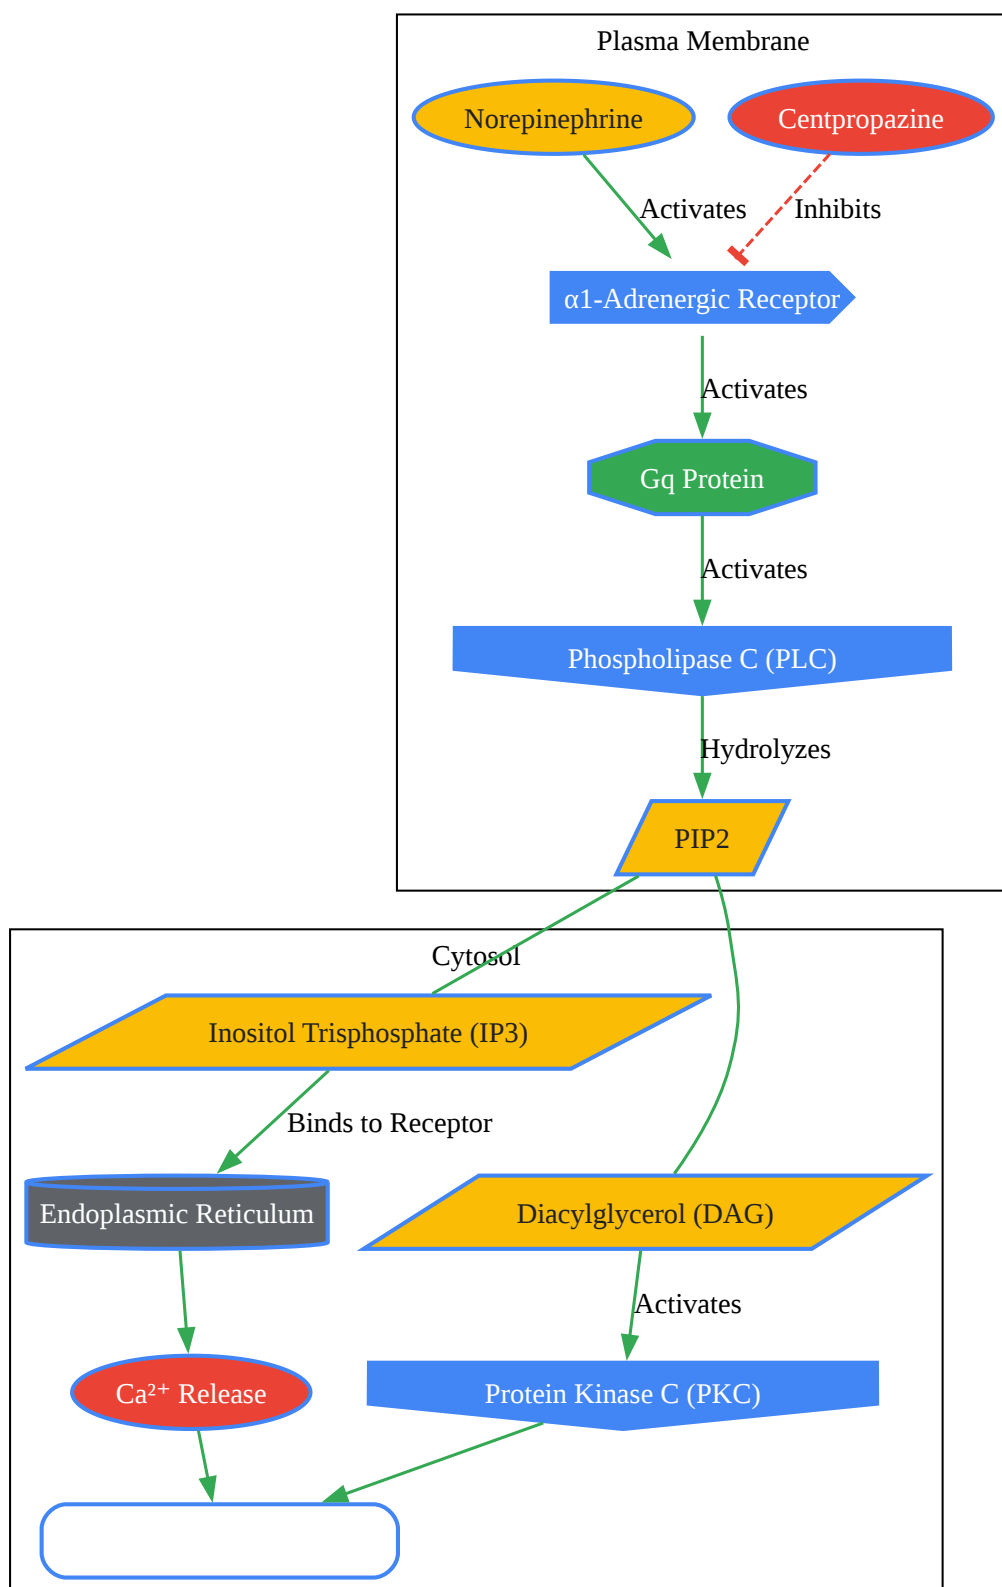 Plasma Membrane
Norepinephrine
Centpropazine
Activates
Inhibits
α1-Adrenergic Receptor
Activates
Gq Protein
Activates
Phospholipase C (PLC)
Hydrolyzes
PIP2
Cytosol
Inositol Trisphosphate (IP3)
Binds to Receptor
Endoplasmic Reticulum
Diacylglycerol (DAG)
Activates
Ca²⁺ Release
Protein Kinase C (PKC)